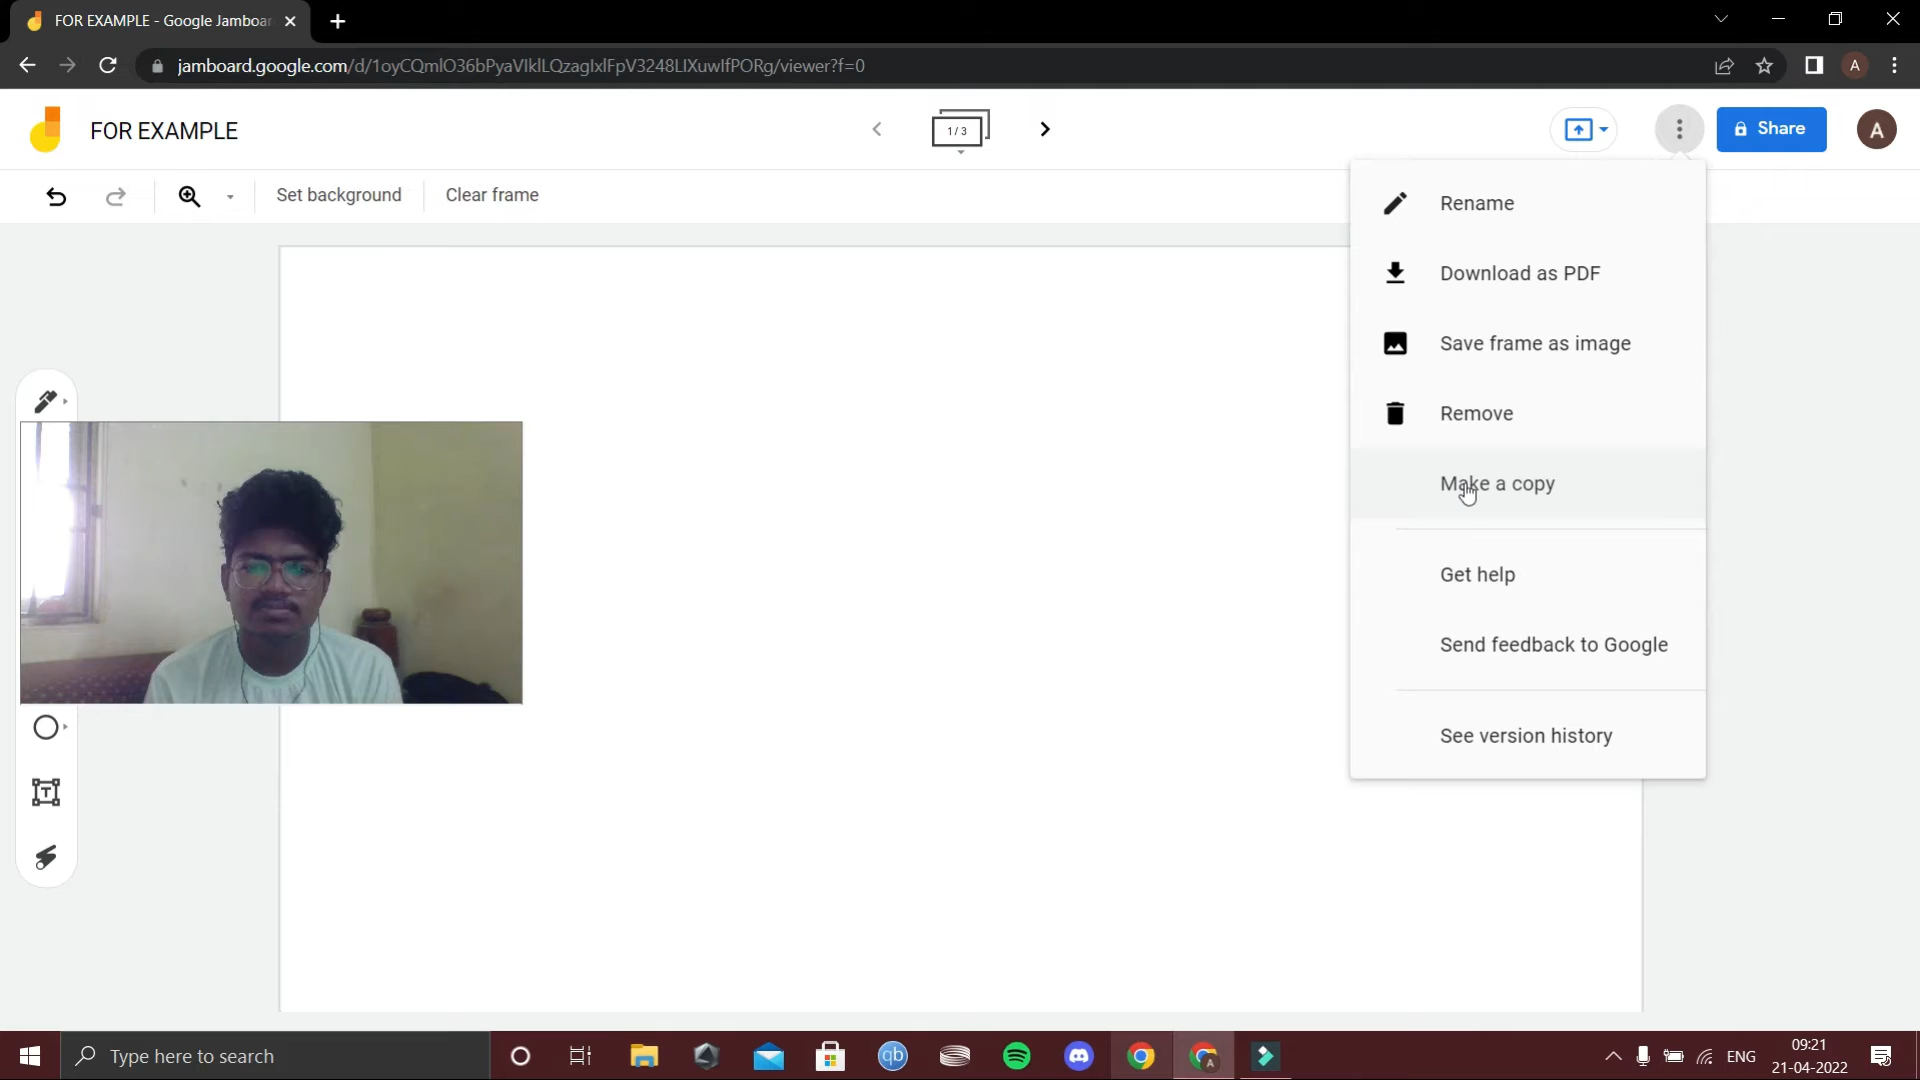 FOR EXAMPLE - Google Jamboar
jamboard.google.com/d/1oyCQmlO36bPyaVlklLQzaglxlFpV3248LIXuwlfPORg/viewer?f=0
A
FOR EXAMPLE
1 / 3
Share
A
Set background
Clear frame
Rename
Download as PDF
Save frame as image
Remove
Make a copy
Get help
Send feedback to Google
See version history
T
Type here to search
qb
A
ENG
09:21
21-04-2022